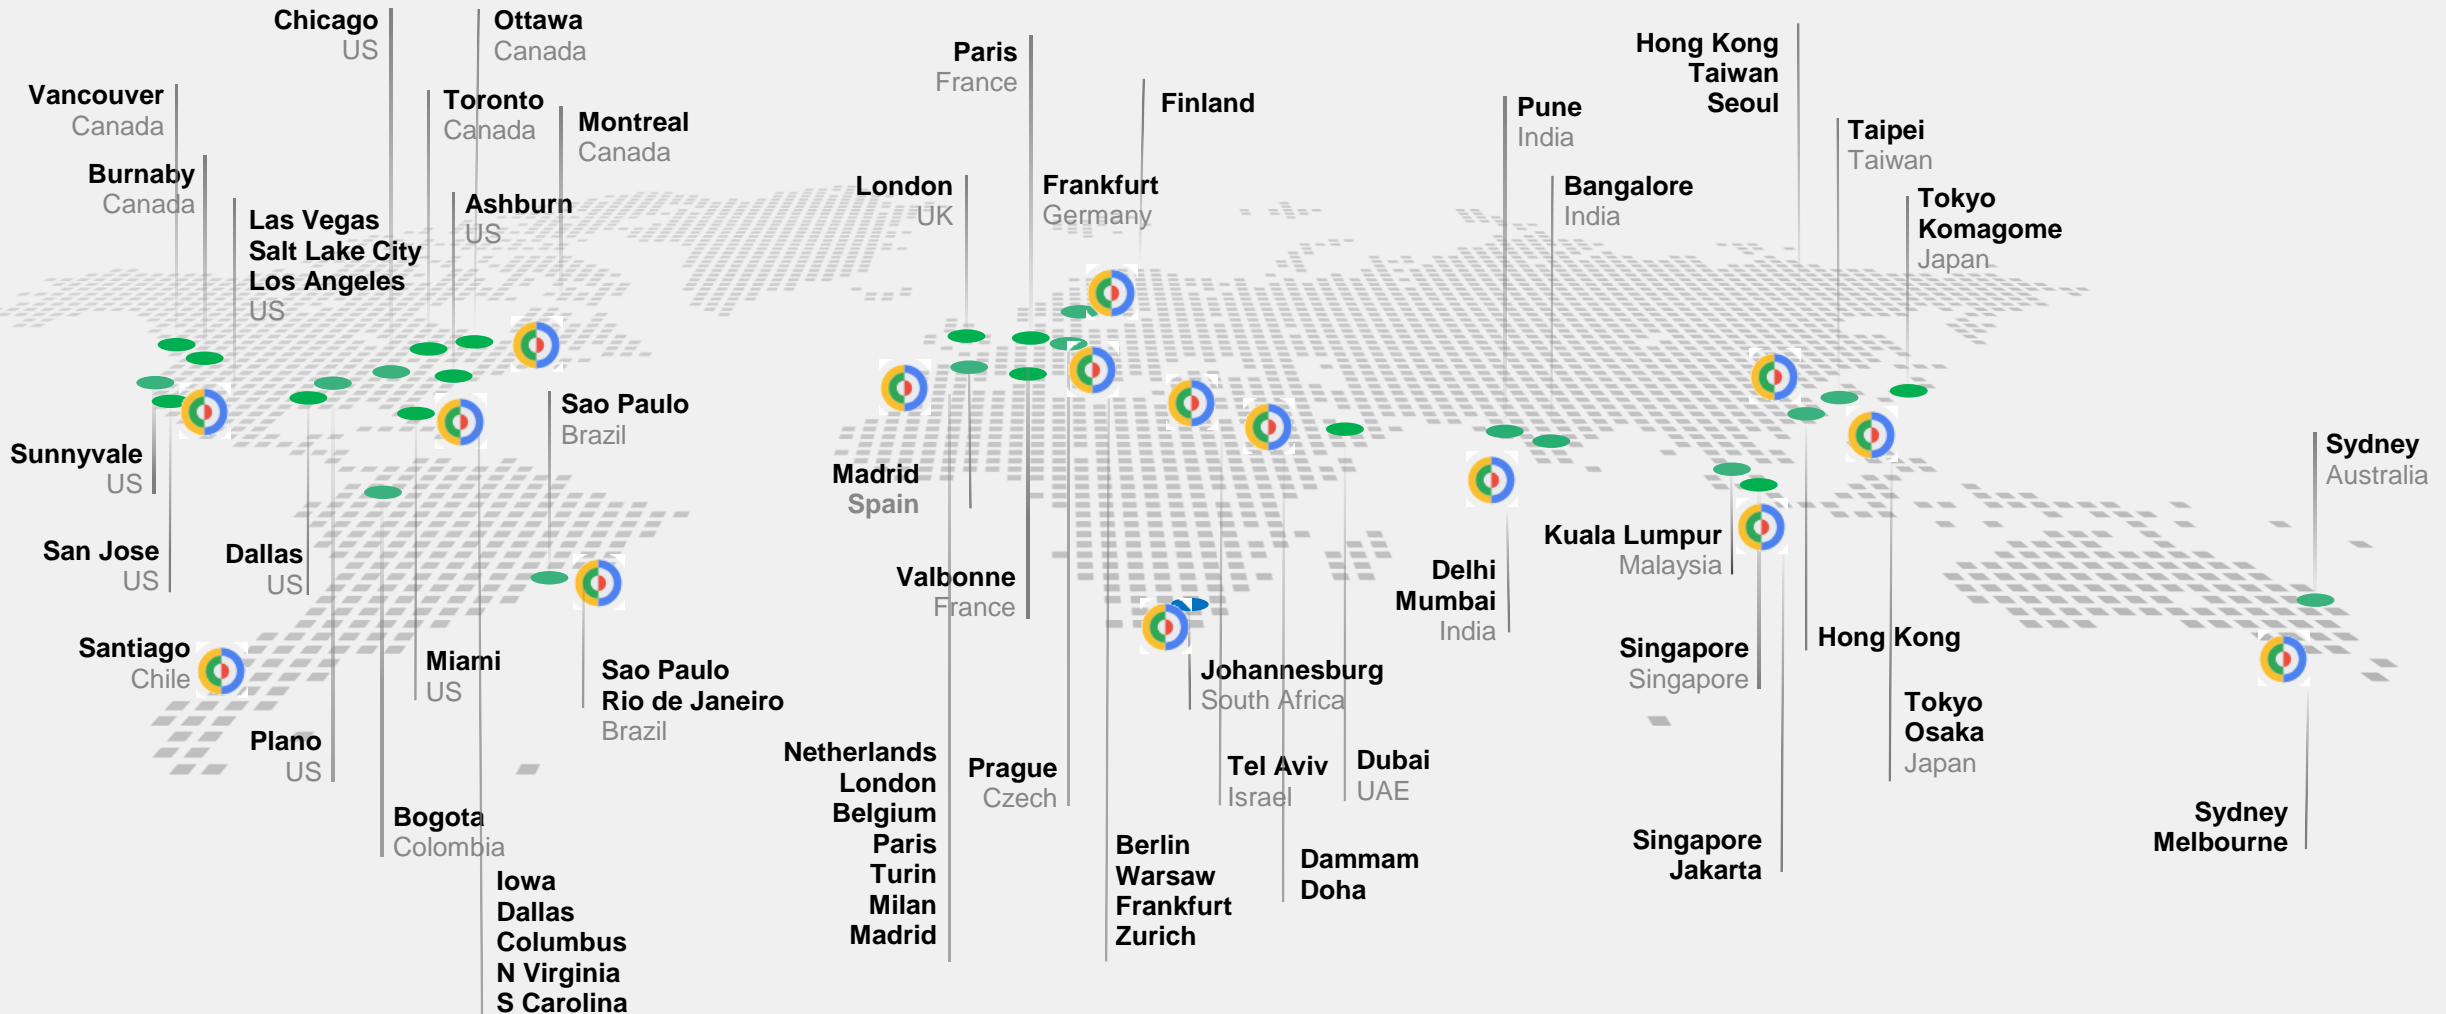 Chicago
US
Ottawa
Canada
Paris
France
Hong Kong
Taiwan
Seoul
Vancouver
Canada
Toronto
Canada
Montreal
Canada
Finland
Pune
India
Taipei
Taiwan
Burnaby
Canada
Las Vegas
Salt Lake City
Los Angeles
US
Ashburn
US
London
UK
Frankfurt
Germany
Bangalore
India
Tokyo
Komagome
Japan
Sao Paulo
Brazil
Sunnyvale
US
Madrid
Spain
Sydney
Australia
San Jose
US
Dallas
US
Valbonne
France
Delhi
Mumbai
India
Kuala Lumpur
Malaysia
Santiago
Chile
Miami
US
Sao Paulo
Rio de Janeiro
Brazil
Johannesburg
South Africa
Singapore
Singapore
Hong Kong
Plano
US
Tokyo
Osaka
Japan
Netherlands
London
Belgium
Paris
Turin
Milan
Madrid
Prague
Czech
Tel Aviv
Israel
Dubai
UAE
Bogota
Colombia
Berlin
Warsaw
Frankfurt
Zurich
Dammam
Doha
Singapore
Jakarta
Sydney
Melbourne
Iowa
Dallas
Columbus
N Virginia
S Carolina